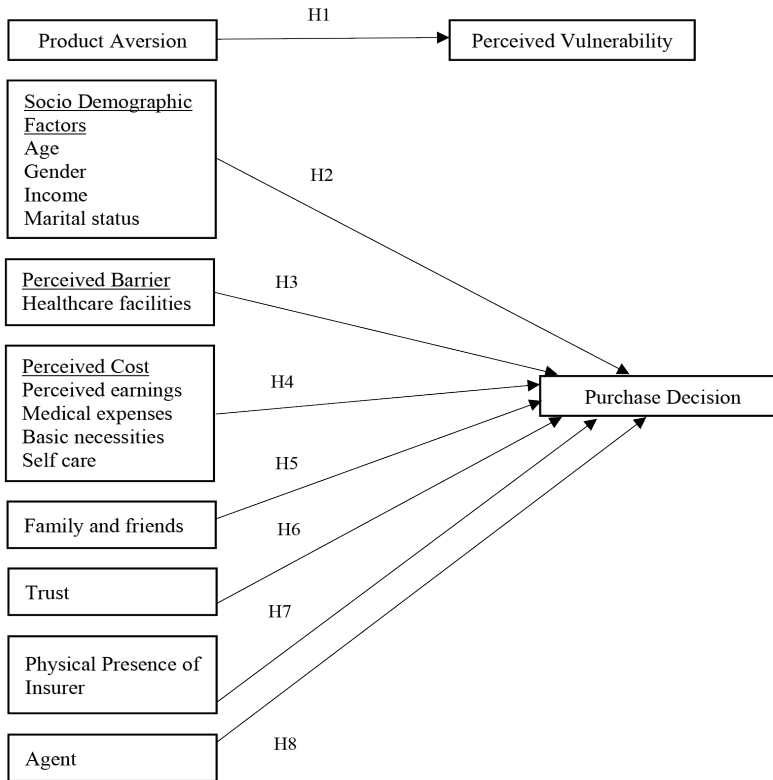 H1
Product Aversion
Perceived Vulnerability
Socio Demographic
Factors
Age
Gender
Income
Marital status
H2
Perceived Barrier
Healthcare facilities
H3
Perceived Cost
Perceived earnings
Medical expenses
Basic necessities
Self care
H4
Purchase Decision
Family and friends
H5
Trust
H6
Physical Presence of
Insurer
H7
Agent
H8